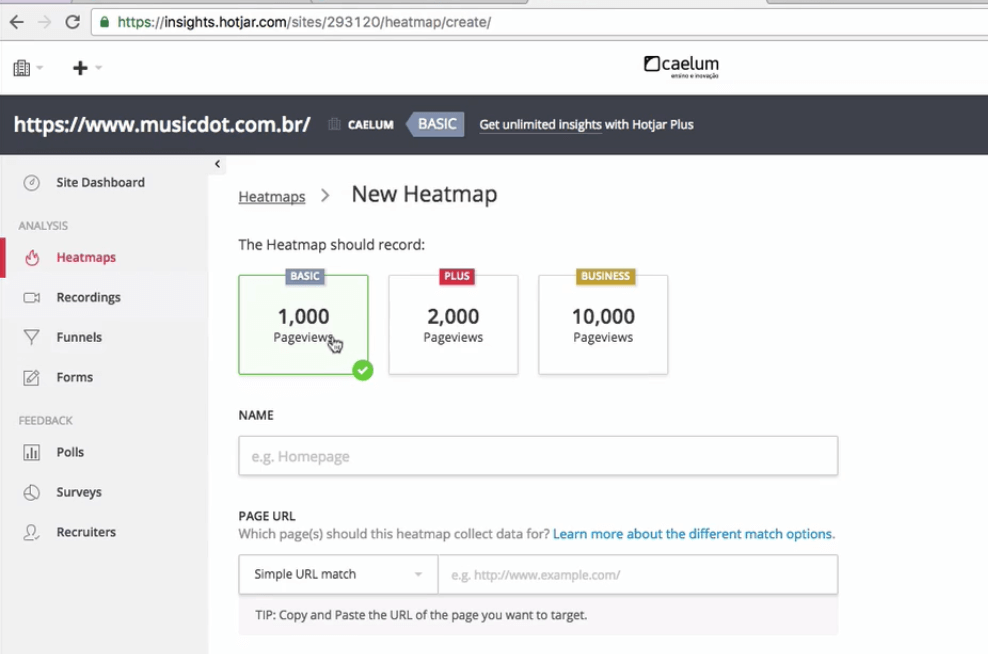 https://insights.hotjar.com/sites/293120/heatmap/create/
caelum
ensino e inovação
https://www.musicdot.com.br/ CAELUM BASIC Get unlimited insights with Hotjar Plus
Site Dashboard
ANALYSIS
Heatmaps
Recordings
Funnels
Forms
FEEDBACK
Polls
Surveys
Recruiters
Heatmaps > New Heatmap
The Heatmap should record:
BASIC
1,000
Pageviews
PLUS
2,000
Pageviews
BUSINESS
10,000
Pageviews
NAME
e.g. Homepage
PAGE URL
Which page(s) should this heatmap collect data for? Learn more about the different match options.
Simple URL match
e.g. http://www.example.com/
TIP: Copy and Paste the URL of the page you want to target.